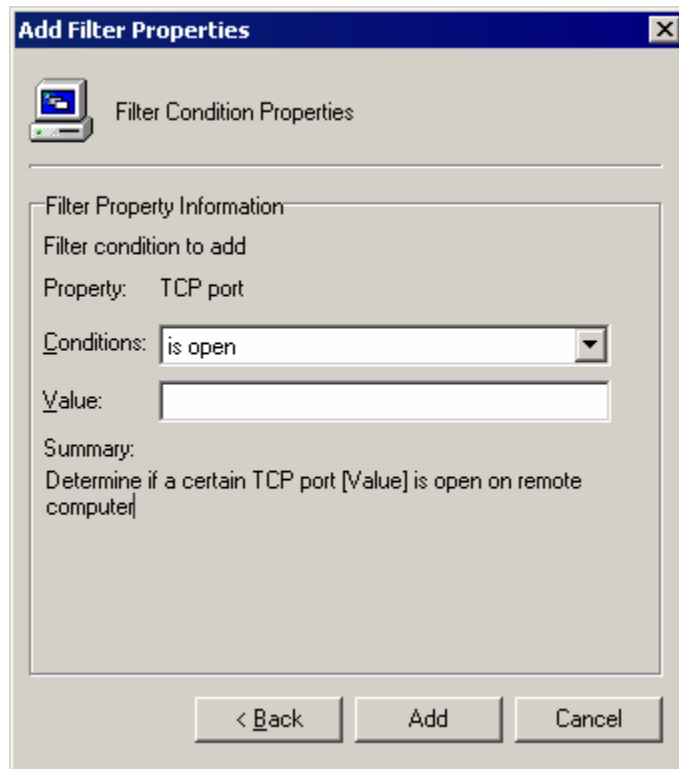 Add Filter Properties
Filter Condition Properties
Filter Property Information
Filter condition to add
Property: TCP port
Conditions: is open
Value:
Summary:
Determine if a certain TCP port [Value] is open on remote
computer
< Back Add Cancel